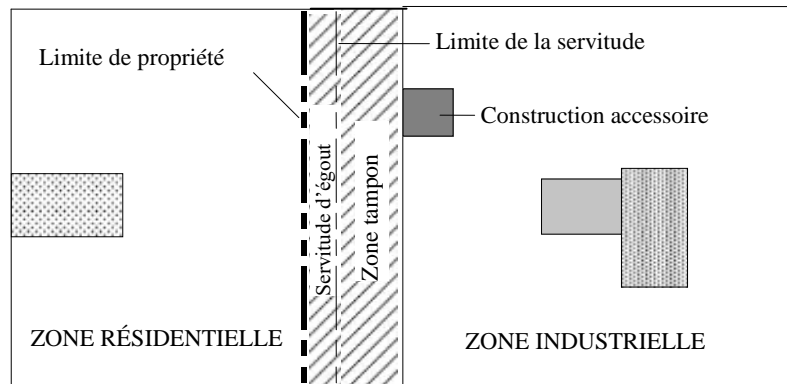 Limite de propriété
Limite de la servitude
Construction accessoire
Servitude d'égout
Zone tampon
ZONE RÉSIDENTIELLE
ZONE INDUSTRIELLE